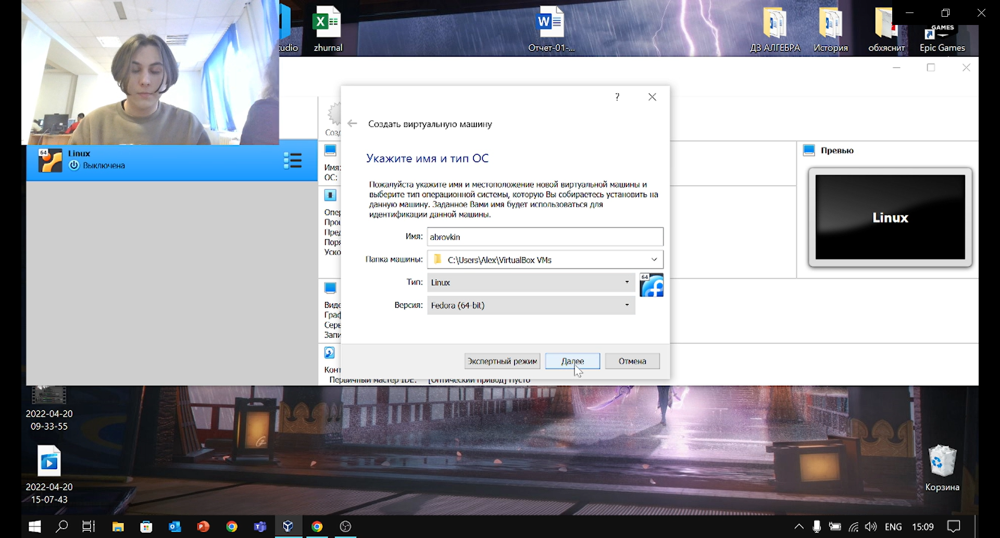 udio
zhurnal
Отчет-01-...
ДЗ АЛГЕБРА
История
обхяснит
GAMES
Epic Games
Созд
64
Linux
Выключена
Имя:
ОС:
Опер
Проц
Пред
Поря
Уско
Виде
Граф
Серв
Запи
Конт
Первичный мастер IDE: [Оптический привод] Пусто
Превью
Linux
?
Создать виртуальную машину
Укажите имя и тип ОС
Пожалуйста укажите имя и местоположение новой виртуальной машины и
выберите тип операционной системы, которую Вы собираетесь установить на
данную машину. Заданное Вами имя будет использоваться для
идентификации данной машины.
Имя: abrovkin
Папка машины: C:\Users\Alex\VirtualBox VMs
Тип: Linux
64
Версия: Fedora (64-bit)
Экспертный режим
Далее
Отмена
2022-04-20
09-33-55
2022-04-20
15-07-43
Корзина
ENG
15:09